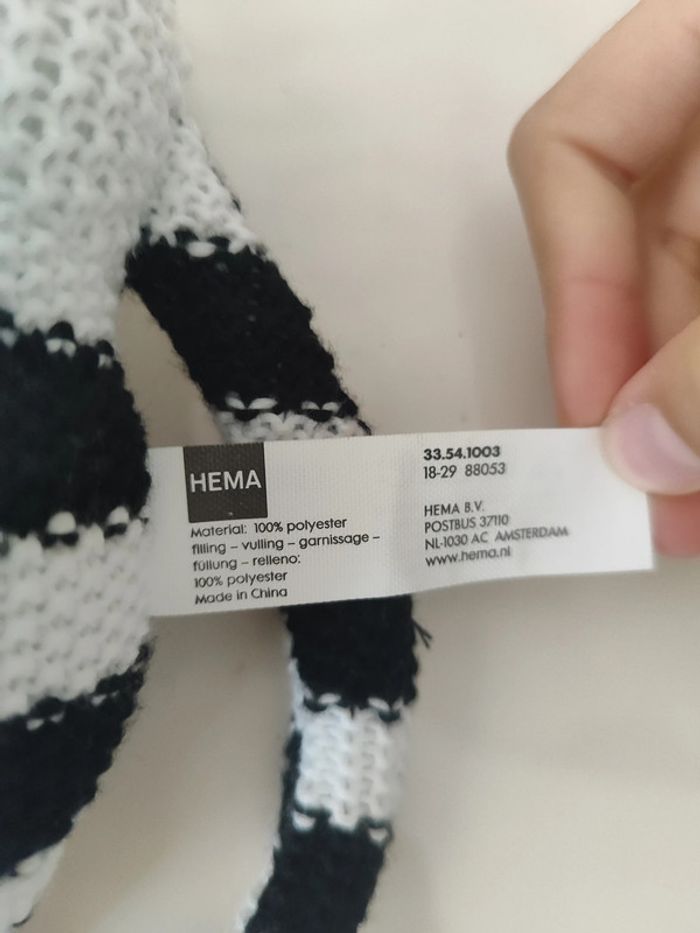 HEMA
Material: 100% polyester
filling – vulling – garnissage –
füllung – relleno:
100% polyester
Made in China
33.54.1003
18-29 88053
HEMA B.V.
POSTBUS 37110
NL-1030 AC AMSTERDAM
www.hema.nl